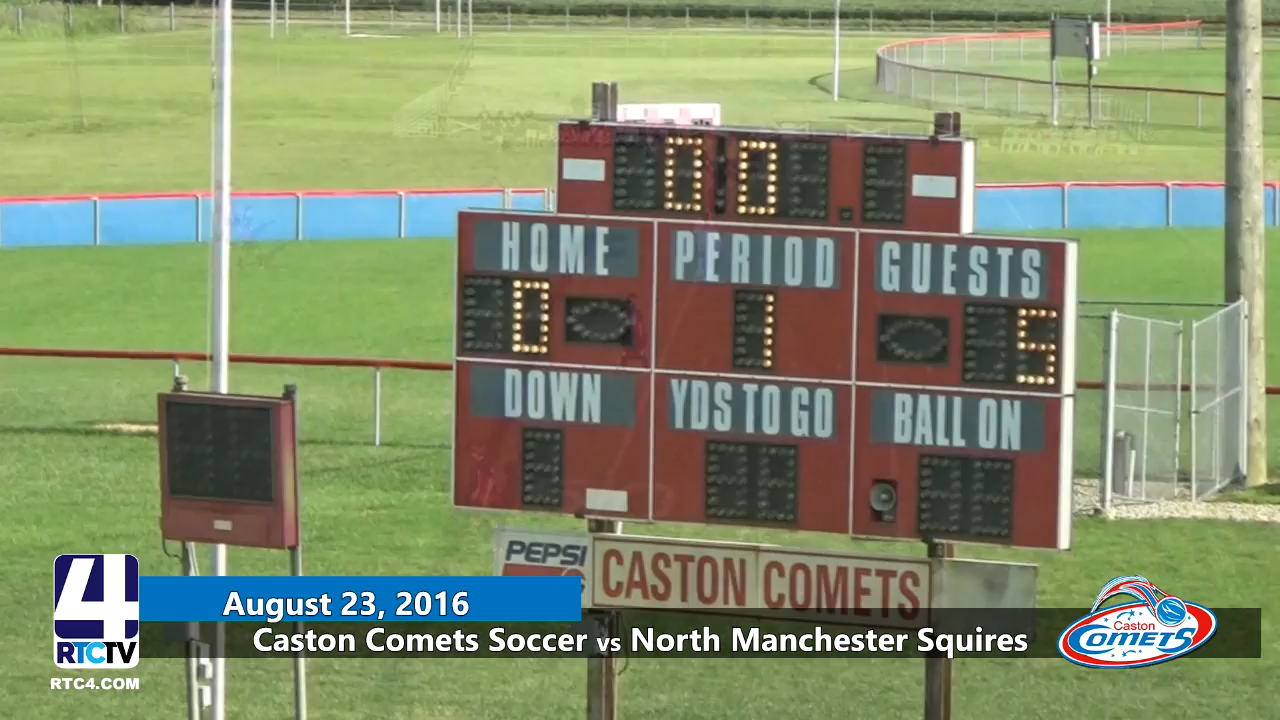 0 0
HOME PERIOD GUESTS
0 1 5
DOWN YDS TO GO BALL ON
PEPSI
CASTON COMETS
4
RTCTV
RTC4.COM
August 23, 2016
Caston Comets Soccer vs North Manchester Squires
Caston
COMETS